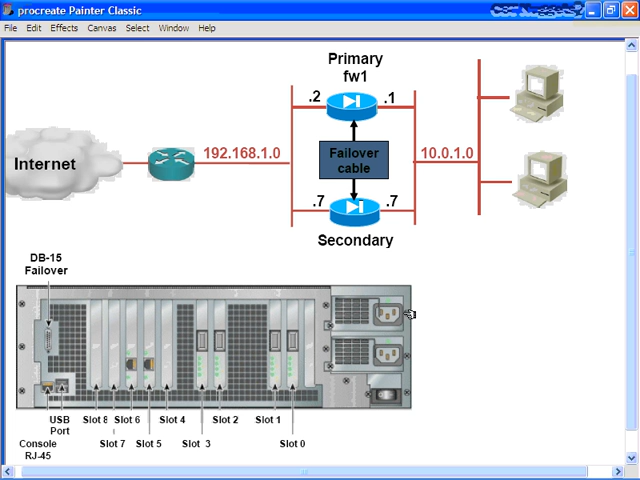 procreate Painter Classic
File Edit Effects Canvas Select Window Help
Primary
fw1
.2 .1
Internet
192.168.1.0
Failover
cable
10.0.1.0
.7 .7
Secondary
DB-15
Failover
USB
Port
Slot 8 Slot 6 Slot 4 Slot 2 Slot 1
Console
RJ-45
Slot 7 Slot 5 Slot 3 Slot 0